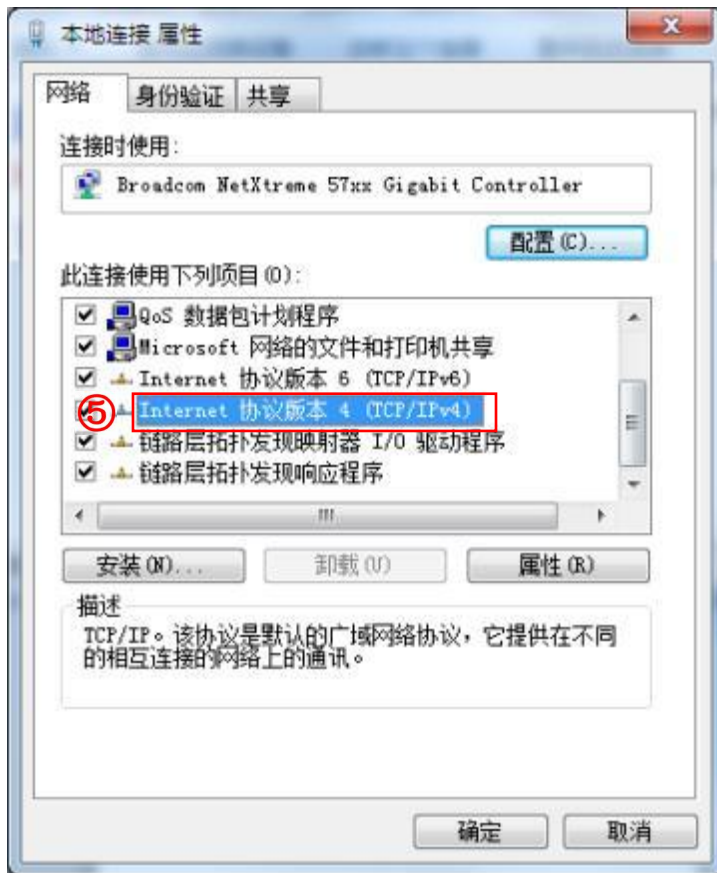 本地连接 属性
网络 身份验证 共享
连接时使用:
Broadcom NetXtreme 57xx Gigabit Controller
配置(C)...
此连接使用下列项目(O):
QoS 数据包计划程序
Microsoft 网络的文件和打印机共享
Internet 协议版本 6 (TCP/IPv6)
⑤ Internet 协议版本 4 (TCP/IPv4)
链路层拓扑发现映射器 I/O 驱动程序
链路层拓扑发现响应程序
安装(N)... 卸载(U) 属性(R)
描述
TCP/IP。该协议是默认的广域网络协议，它提供在不同
的相互连接的网络上的通讯。
确定 取消